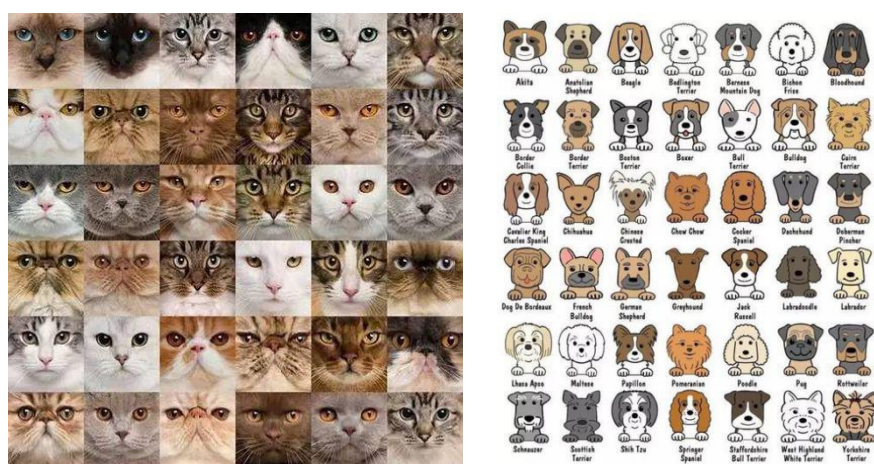 Akita
Anatolian
Shepherd
Beagle
Bedlington
Terrier
Bernese
Mountain Dog
Bichon
Frise
Bloodhound
Border
Collie
Border
Terrier
Boston
Terrier
Boxer
Bull
Terrier
Bulldog
Cairn
Terrier
Cavalier King
Charles Spaniel
Chihuahua
Chinese
Crested
Chow Chow
Cocker
Spaniel
Dachshund
Doberman
Pincher
Dog De Bordeaux
French
Bulldog
German
Shepherd
Greyhound
Jack
Russell
Labradoodle
Labrador
Lhasa Apso
Maltese
Papillon
Pomeranian
Poodle
Pug
Rottweiler
Schnauzer
Scottish
Terrier
Shih Tzu
Springer
Spaniel
Staffordshire
Bull Terrier
West Highland
White Terrier
Yorkshire
Terrier